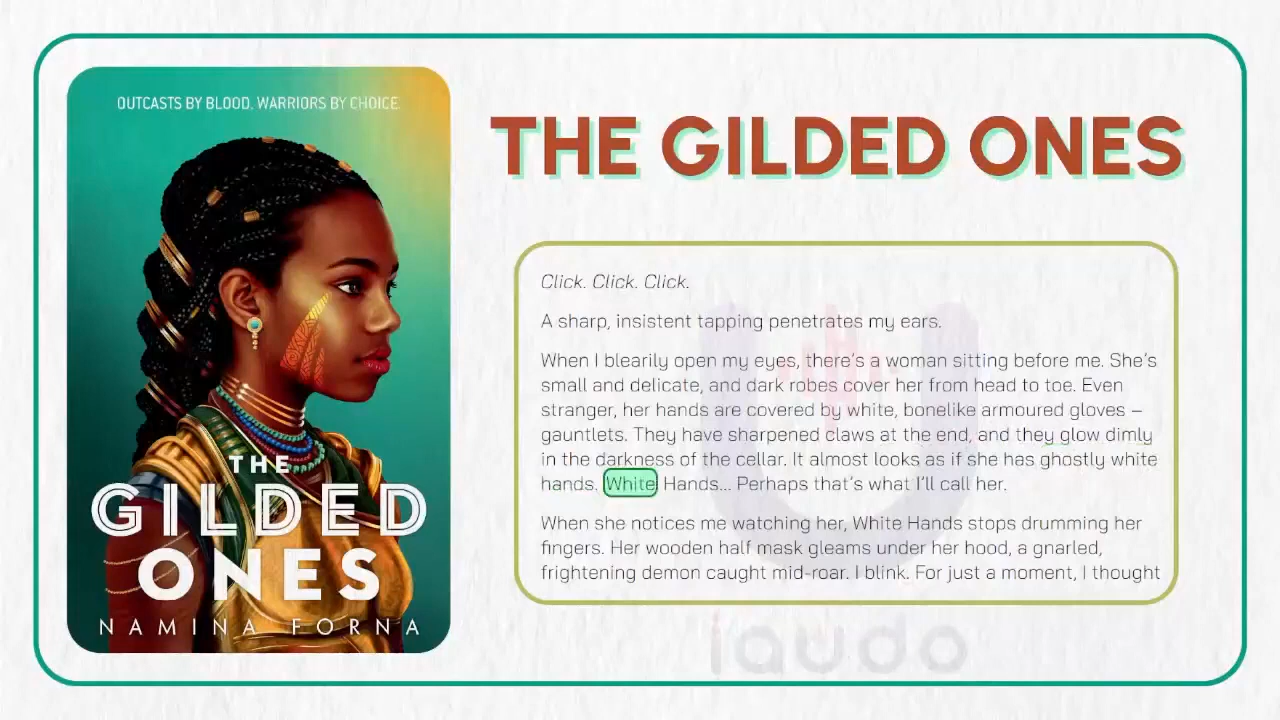 OUTCASTS BY BLOOD. WARRIORS BY CHOICE.
THE
GILDED
ONES
NAMINA FORNA
THE GILDED ONES
Click. Click. Click.
A sharp, insistent tapping penetrates my ears.
When I blearily open my eyes, there's a woman sitting before me. She's
small and delicate, and dark robes cover her from head to toe. Even
stranger, her hands are covered by white, bonelike armoured gloves –
gauntlets. They have sharpened claws at the end, and they glow dimly
in the darkness of the cellar. It almost looks as if she has ghostly white
hands. White Hands... Perhaps that's what I'll call her.
When she notices me watching her, White Hands stops drumming her
fingers. Her wooden half mask gleams under her hood, a gnarled,
frightening demon caught mid-roar. I blink. For just a moment, I thought
iaudo